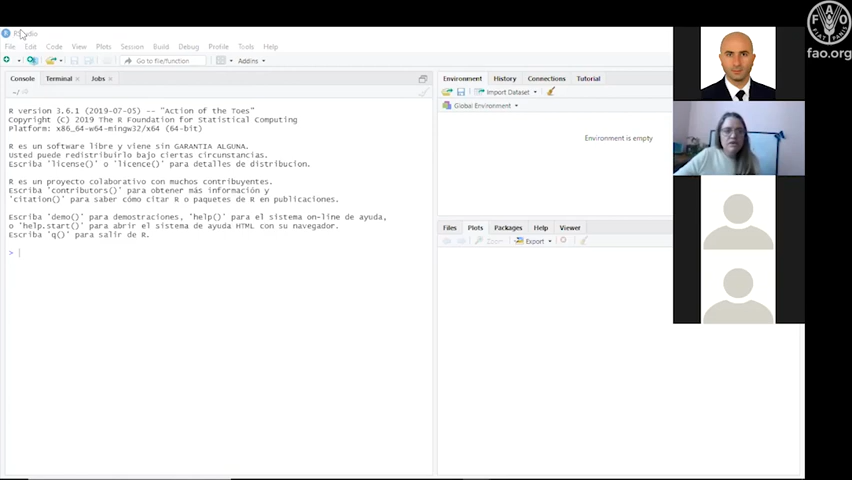 RStudio
File Edit Code View Plots Session Build Debug Profile Tools Help
Go to file/function Addins
Console Terminal Jobs
~/
R version 3.6.1 (2019-07-05) -- "Action of the Toes"
Copyright (C) 2019 The R Foundation for Statistical Computing
Platform: x86_64-w64-mingw32/x64 (64-bit)
R es un software libre y viene sin GARANTIA ALGUNA.
Usted puede redistribuirlo bajo ciertas circunstancias.
Escriba 'license()' o 'licence()' para detalles de distribucion.
R es un proyecto colaborativo con muchos contribuyentes.
Escriba 'contributors()' para obtener más información y
'citation()' para saber cómo citar R o paquetes de R en publicaciones.
Escriba 'demo()' para demostraciones, 'help()' para el sistema on-line de ayuda,
o 'help.start()' para abrir el sistema de ayuda HTML con su navegador.
Escriba 'q()' para salir de R.
>
Environment History Connections Tutorial
Import Dataset
Global Environment
Environment is empty
Files Plots Packages Help Viewer
Zoom Export
FAO
FIAT PANIS
fao.org